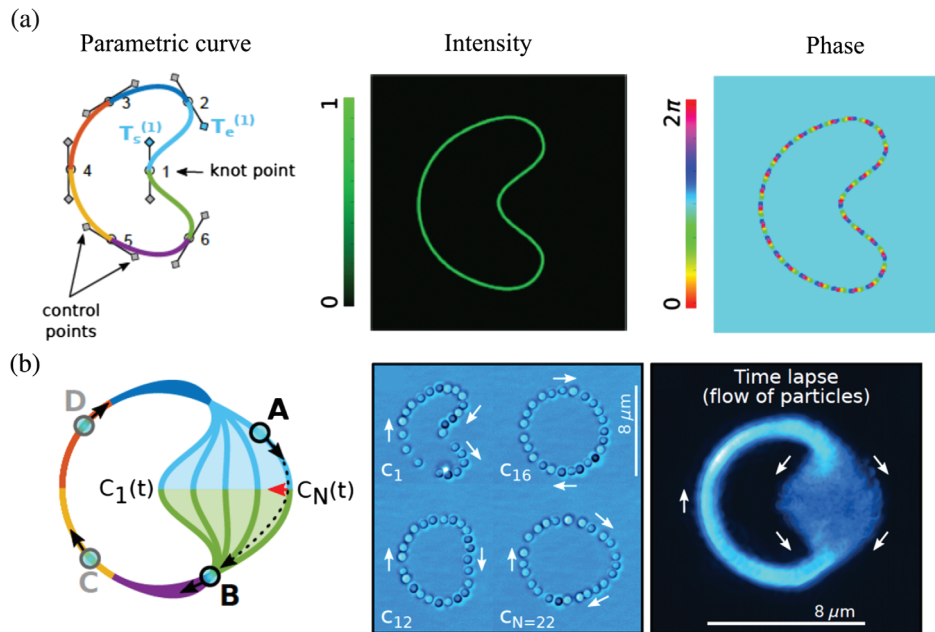 (a)
Parametric curve
Intensity
Phase
3
2
Ts(1)
Te(1)
4
1
knot point
5
6
control
points
1
0
2π
0
(b)
D
A
C1(t)
CN(t)
C
B
C1
C16
8 μm
C12
CN=22
Time lapse
(flow of particles)
8 μm